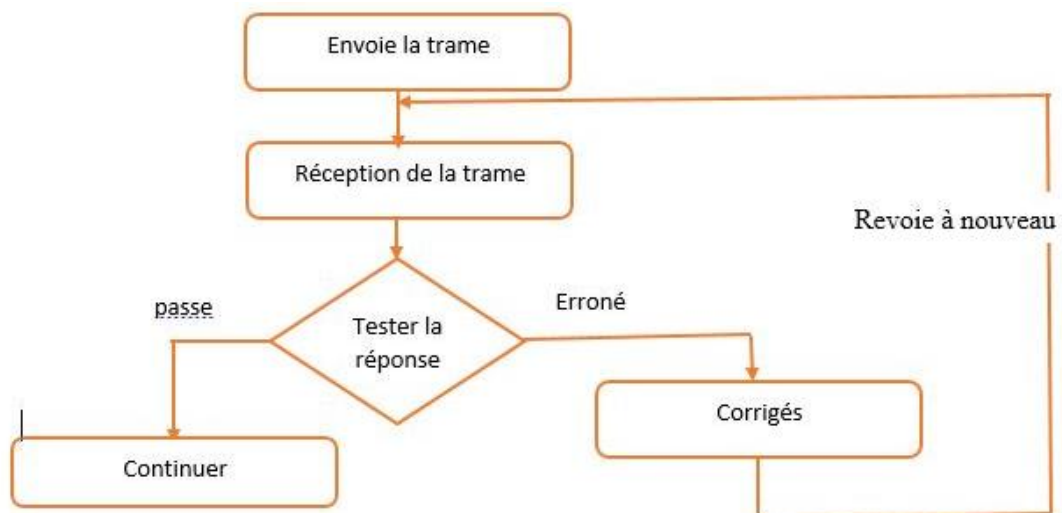 Envoie la trame
Réception de la trame
Revoie à nouveau
passe
Erroné
Tester la
réponse
Corrigés
Continuer